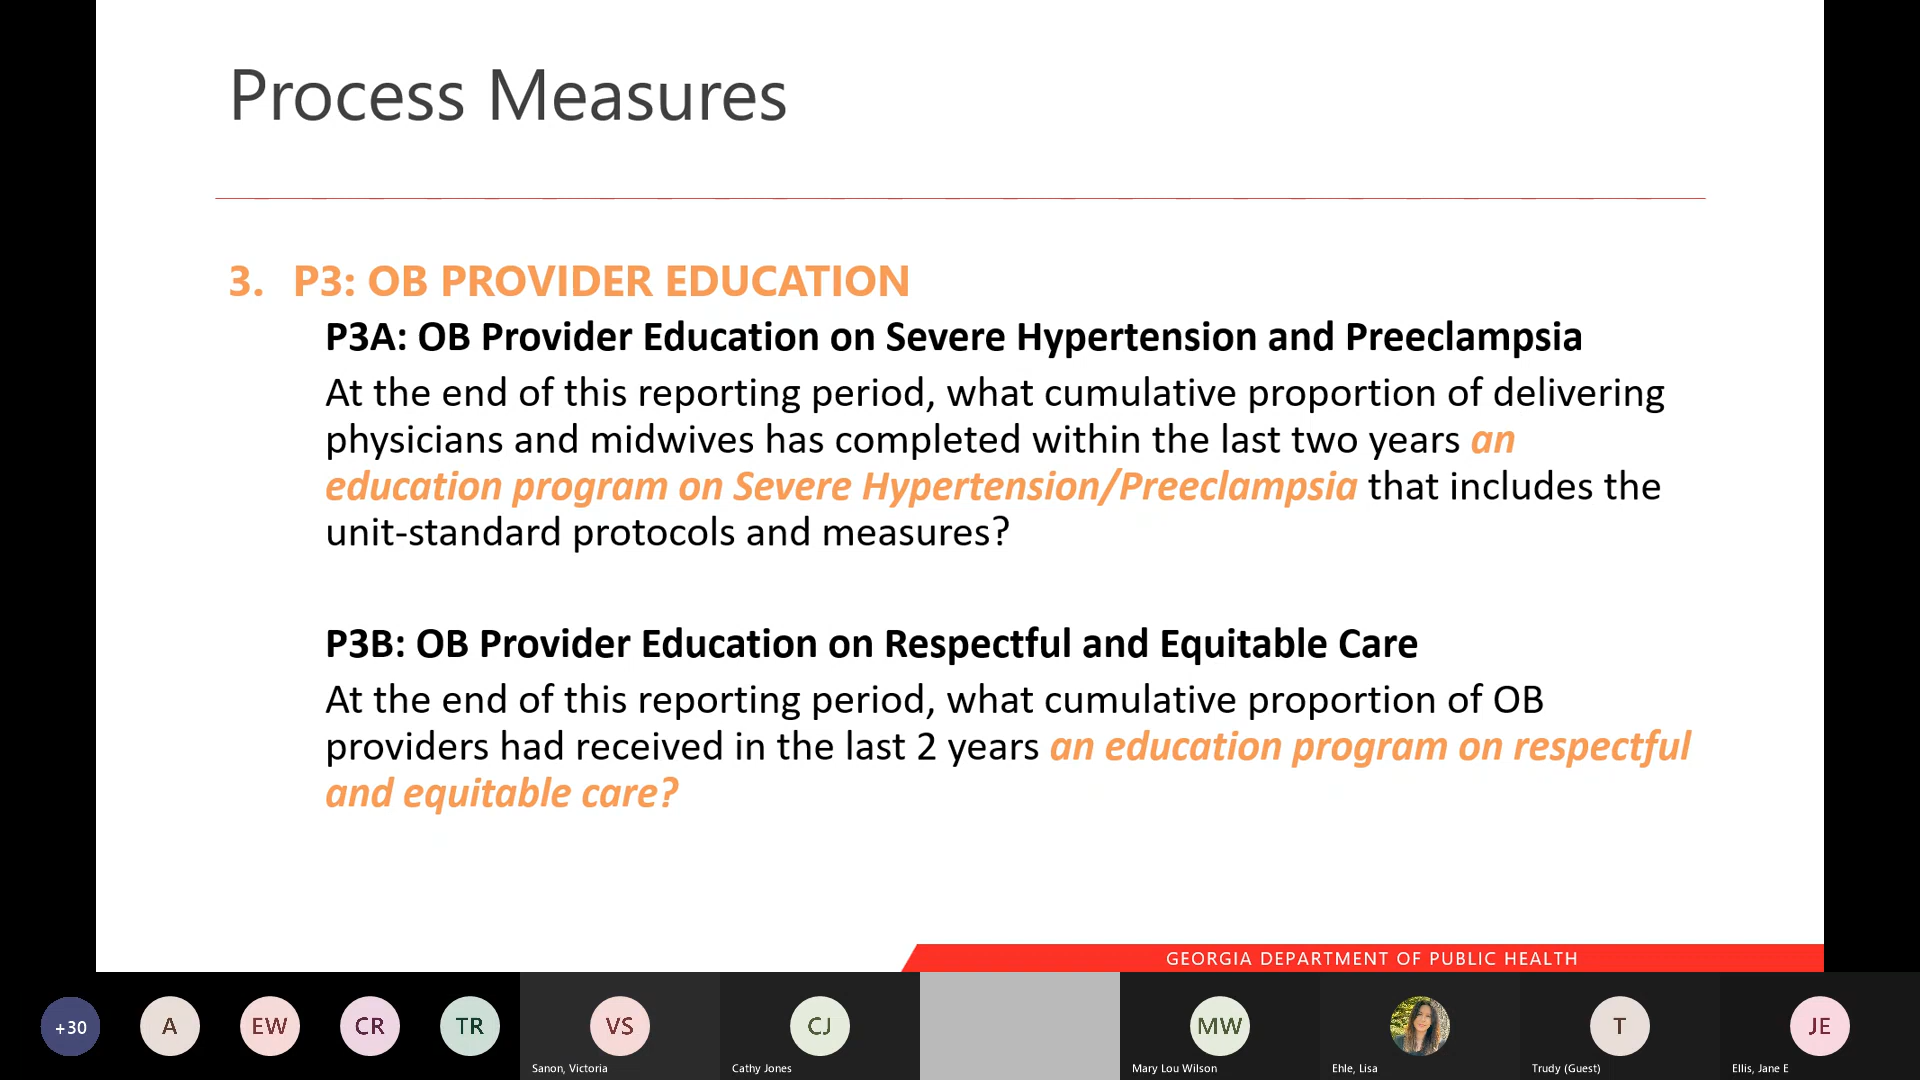 Process Measures
3. P3: OB PROVIDER EDUCATION
P3A: OB Provider Education on Severe Hypertension and Preeclampsia
At the end of this reporting period, what cumulative proportion of delivering
physicians and midwives has completed within the last two years an
education program on Severe Hypertension/Preeclampsia that includes the
unit-standard protocols and measures?
P3B: OB Provider Education on Respectful and Equitable Care
At the end of this reporting period, what cumulative proportion of OB
providers had received in the last 2 years an education program on respectful
and equitable care?
GEORGIA DEPARTMENT OF PUBLIC HEALTH
+30 A EW CR TR VS CJ MW T JE
Sanon, Victoria Cathy Jones Mary Lou Wilson Ehle, Lisa Trudy (Guest) Ellis, Jane E